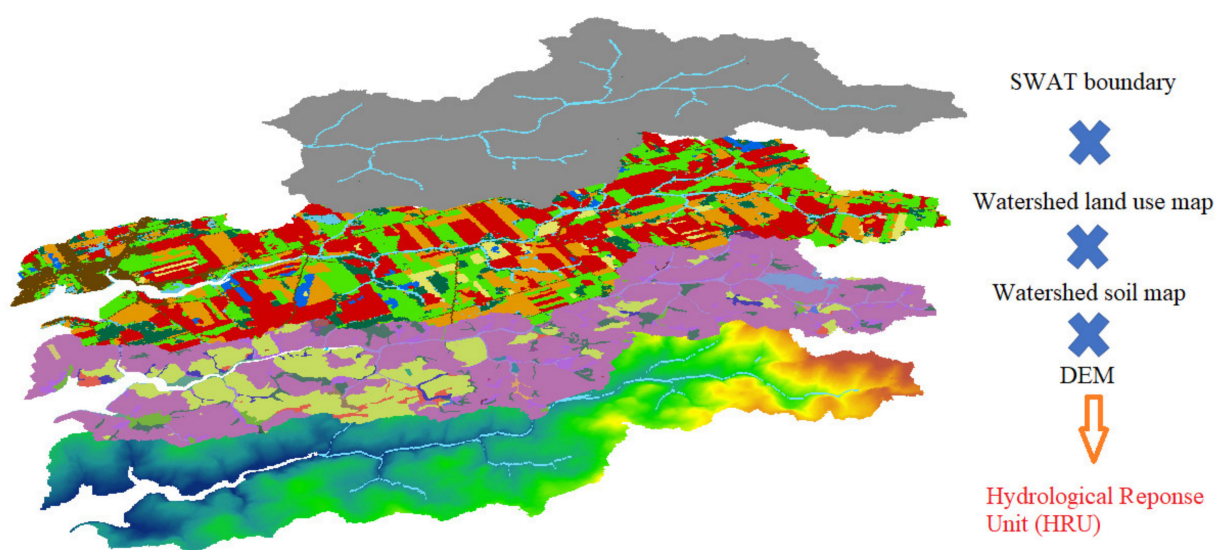 SWAT boundary
Watershed land use map
Watershed soil map
DEM
Hydrological Reponse
Unit (HRU)